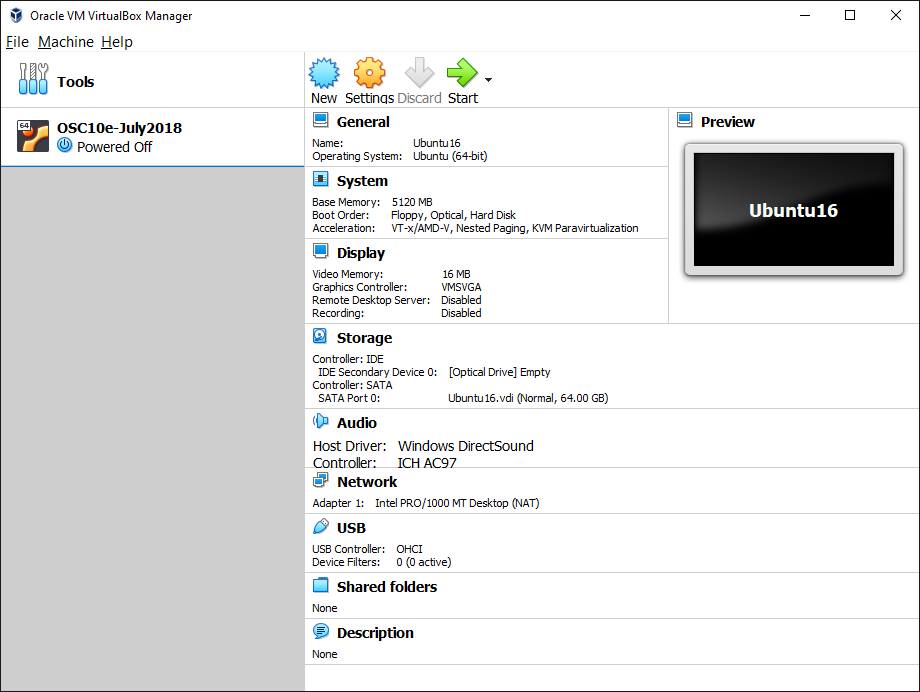 Oracle VM VirtualBox Manager
File Machine Help
Tools
New Settings Discard Start
64
OSC10e-July2018
Powered Off
General
Name: Ubuntu16
Operating System: Ubuntu (64-bit)
System
Base Memory: 5120 MB
Boot Order: Floppy, Optical, Hard Disk
Acceleration: VT-x/AMD-V, Nested Paging, KVM Paravirtualization
Display
Video Memory: 16 MB
Graphics Controller: VMSVGA
Remote Desktop Server: Disabled
Recording: Disabled
Preview
Ubuntu16
Storage
Controller: IDE
IDE Secondary Device 0: [Optical Drive] Empty
Controller: SATA
SATA Port 0: Ubuntu16.vdi (Normal, 64.00 GB)
Audio
Host Driver: Windows DirectSound
Controller: ICH AC97
Network
Adapter 1: Intel PRO/1000 MT Desktop (NAT)
USB
USB Controller: OHCI
Device Filters: 0 (0 active)
Shared folders
None
Description
None